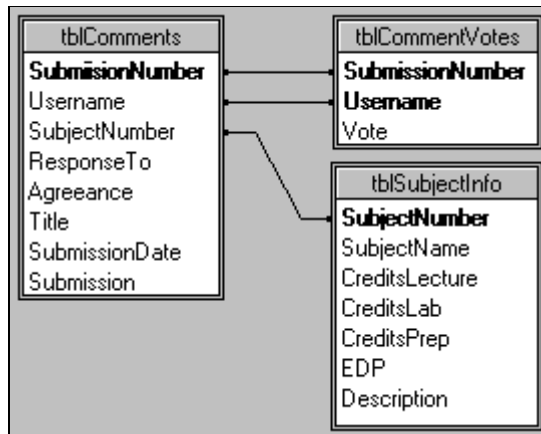 tblComments
SubmiisionNumber
Username
SubjectNumber
ResponseTo
Agreeance
Title
SubmissionDate
Submission
tblCommentVotes
SubmissionNumber
Username
Vote
tblSubjectInfo
SubjectNumber
SubjectName
CreditsLecture
CreditsLab
CreditsPrep
EDP
Description